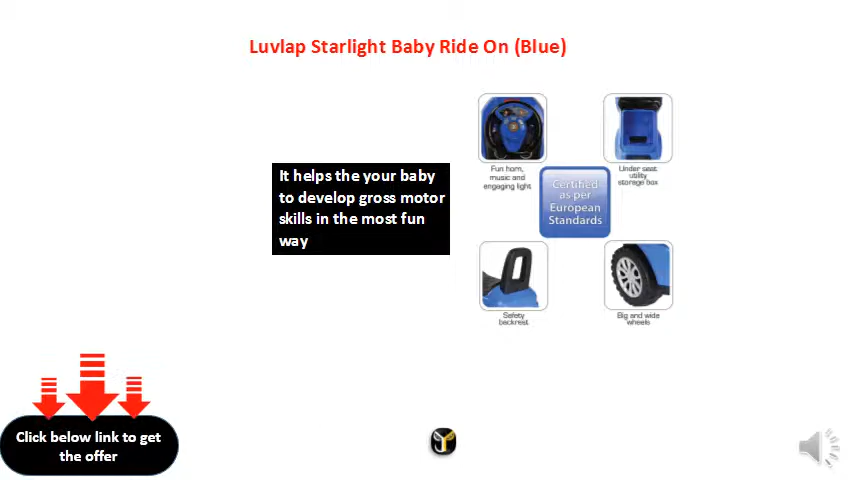 Luvlap Starlight Baby Ride On (Blue)
It helps the your baby
to develop gross motor
skills in the most fun
way
Fun horn,
music and
engaging light
Under seat
utility
storage box
Certified
as per
European
Standards
Safety
backrest
Big and wide
wheels
Click below link to get
the offer